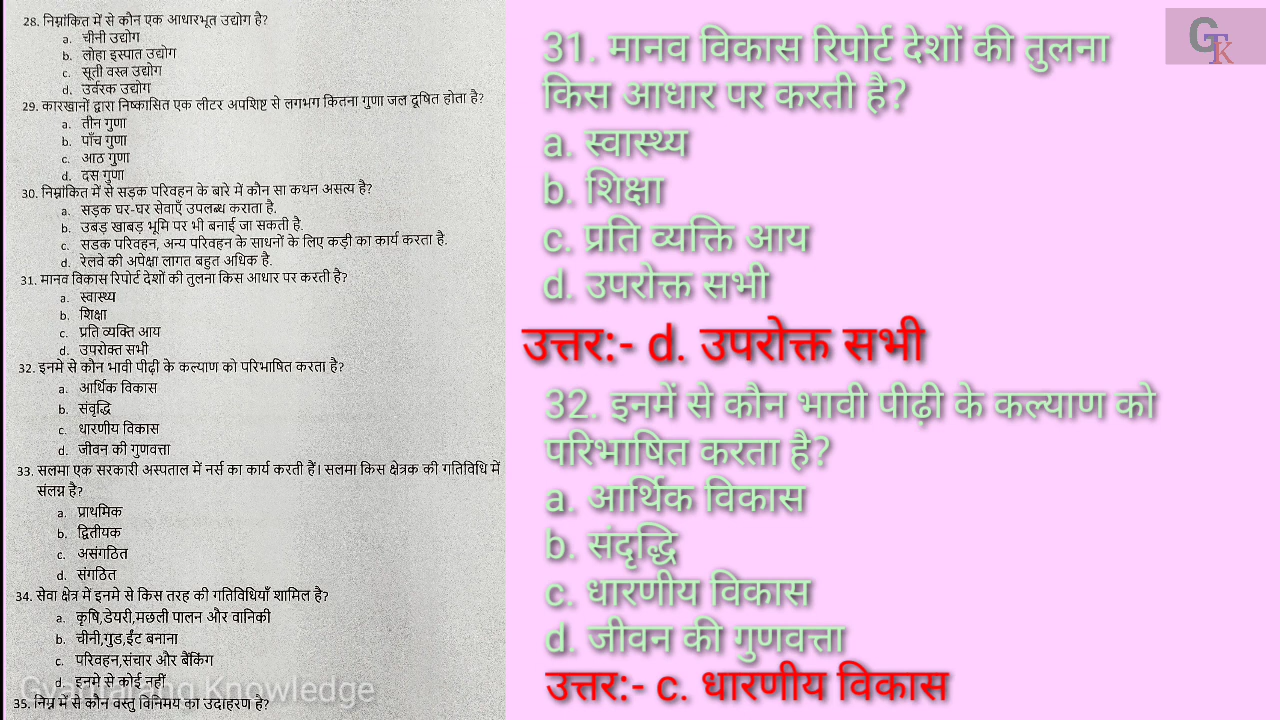 28. निम्नांकित में से कौन एक आधारभूत उद्योग है?
a. चीनी उद्योग
b. लोहा इस्पात उद्योग
c. सूती वस्त्र उद्योग
d. उर्वरक उद्योग
29. कारखानों द्वारा निष्कासित एक लीटर अपशिष्ट से लगभग कितना गुणा जल दूषित होता है?
a. तीन गुणा
b. पाँच गुणा
c. आठ गुणा
d. दस गुणा
30. निम्नांकित में से सड़क परिवहन के बारे में कौन सा कथन असत्य है?
a. सड़क घर-घर सेवाएँ उपलब्ध कराता है.
b. उबड़ खाबड़ भूमि पर भी बनाई जा सकती है.
c. सड़क परिवहन, अन्य परिवहन के साधनों के लिए कड़ी का कार्य करता है.
d. रेलवे की अपेक्षा लागत बहुत अधिक है.
31. मानव विकास रिपोर्ट देशों की तुलना किस आधार पर करती है?
a. स्वास्थ्य
b. शिक्षा
c. प्रति व्यक्ति आय
d. उपरोक्त सभी
32. इनमे से कौन भावी पीढ़ी के कल्याण को परिभाषित करता है?
a. आर्थिक विकास
b. संवृद्धि
c. धारणीय विकास
d. जीवन की गुणवत्ता
33. सलमा एक सरकारी अस्पताल में नर्स का कार्य करती हैं। सलमा किस क्षेत्रक की गतिविधि में
संलग्न है?
a. प्राथमिक
b. द्वितीयक
c. असंगठित
d. संगठित
34. सेवा क्षेत्र में इनमे से किस तरह की गतिविधियाँ शामिल है?
a. कृषि,डेयरी,मछली पालन और वानिकी
b. चीनी,गुड,ईंट बनाना
c. परिवहन,संचार और बैंकिंग
d. इनमे से कोई नहीं
Knowledge
35. निम्न में से कौन वस्तु विनिमय का उदाहरण है?
GTK
31. मानव विकास रिपोर्ट देशों की तुलना
किस आधार पर करती है?
a. स्वास्थ्य
b. शिक्षा
c. प्रति व्यक्ति आय
d. उपरोक्त सभी
उत्तर:- d. उपरोक्त सभी
32. इनमें से कौन भावी पीढ़ी के कल्याण को
परिभाषित करता है?
a. आर्थिक विकास
b. संदृद्धि
c. धारणीय विकास
d. जीवन की गुणवत्ता
उत्तर:- c. धारणीय विकास